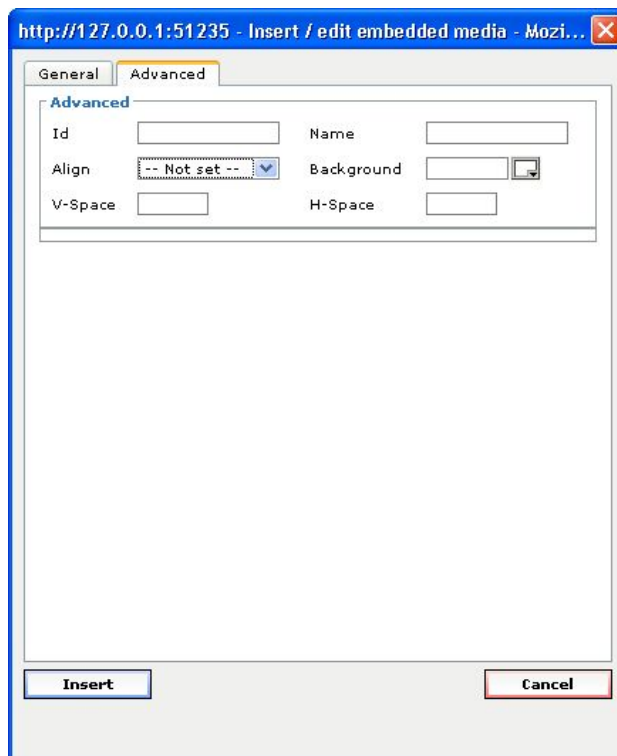 http://127.0.0.1:51235 - Insert / edit embedded media - Mozi...
General Advanced
Advanced
Id Name
Align -- Not set -- Background
V-Space H-Space
Insert Cancel